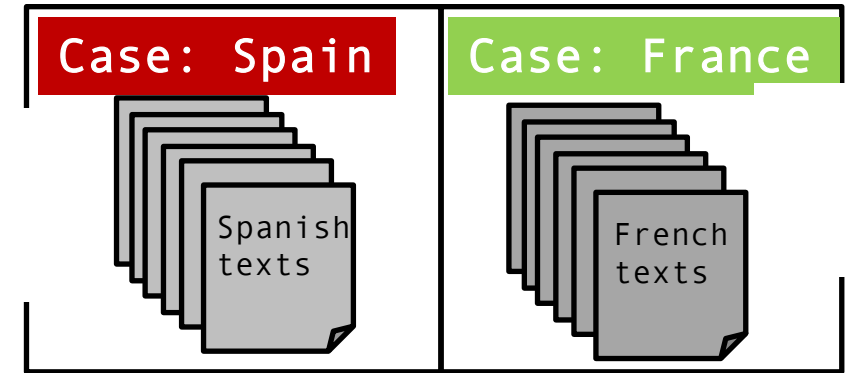 Case: Spain
Case: France
Spanish
texts
French
texts